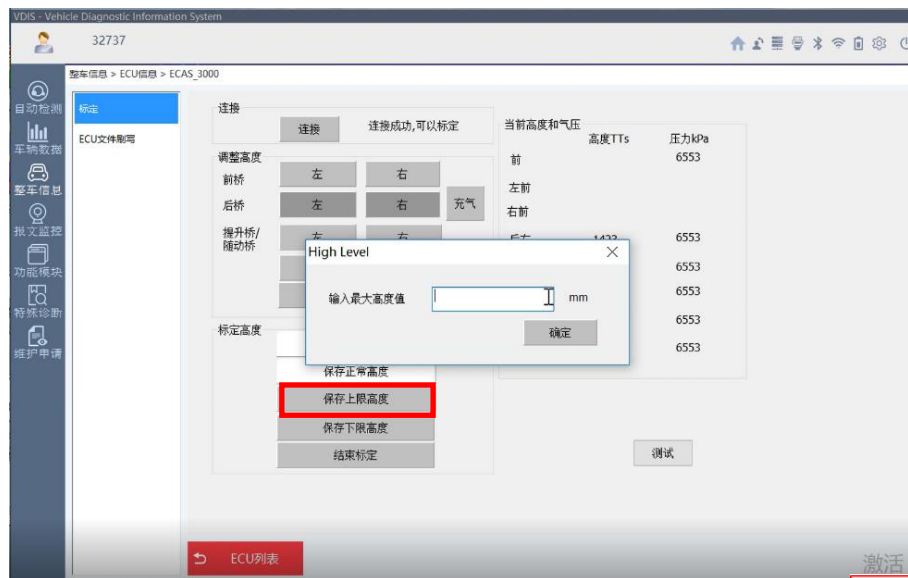 VDIS - Vehicle Diagnostic Information System
32737
整车信息 > ECU信息 > ECAS_3000
自动检测
车辆数据
整车信息
报文监控
功能模块
特殊诊断
维护申请
标定
ECU文件刷写
连接
连接
连接成功,可以标定
调整高度
前桥
左
右
后桥
左
右
充气
提升桥/
随动桥
左
右
当前高度和气压
高度TTs
压力kPa
前
6553
左前
右前
后左
1423
6553
6553
6553
6553
6553
High Level
输入最大高度值
mm
确定
标定高度
保存正常高度
保存上限高度
保存下限高度
结束标定
测试
ECU列表
激活